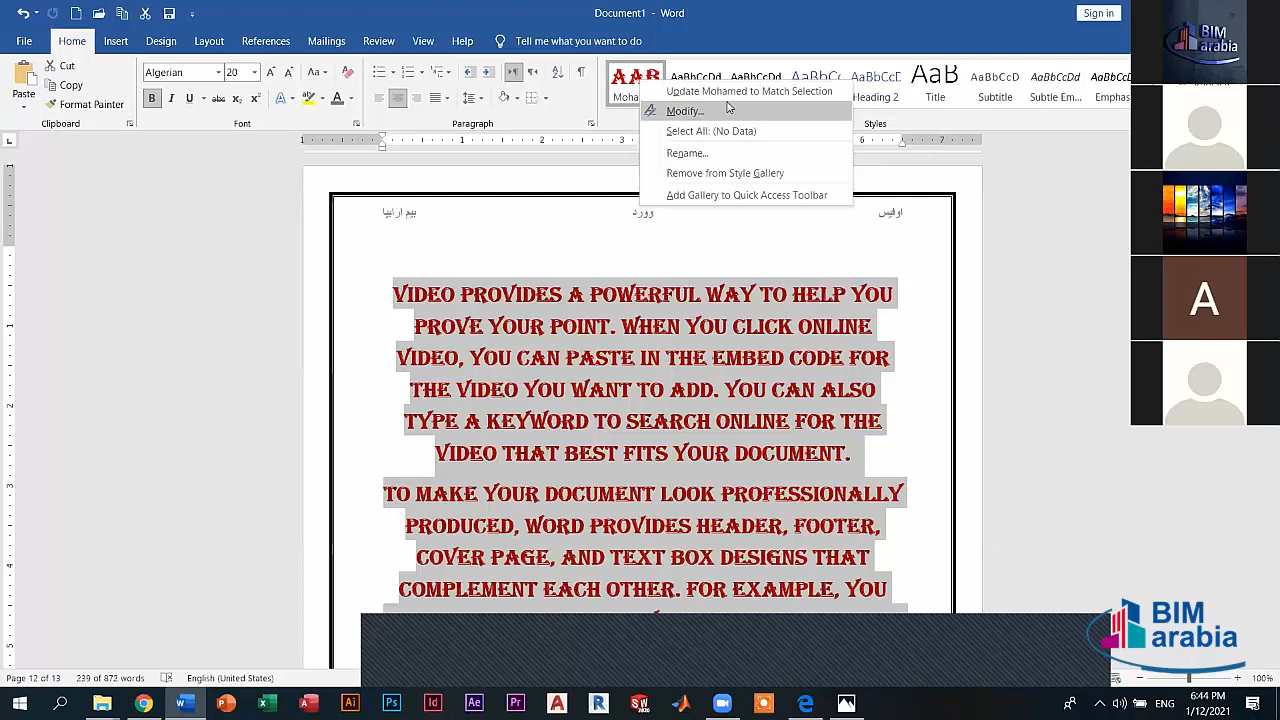 Document1 - Word
Sign in
File Home Insert Design Layout References Mailings Review View Help Tell me what you want to do
Paste
Cut
Copy
Format Painter
Clipboard
Algerian 20
Font
Paragraph
AaBbCcDd AaBbCcDd AaB
Heading 2 Title Subtitle Subtle Em... Emphasis
Styles
Update Mohamed to Match Selection
Modify...
Select All: (No Data)
Rename...
Remove from Style Gallery
Add Gallery to Quick Access Toolbar
اوفيس وورد بيم ارابيا
VIDEO PROVIDES A POWERFUL WAY TO HELP YOU
PROVE YOUR POINT. WHEN YOU CLICK ONLINE
VIDEO, YOU CAN PASTE IN THE EMBED CODE FOR
THE VIDEO YOU WANT TO ADD. YOU CAN ALSO
TYPE A KEYWORD TO SEARCH ONLINE FOR THE
VIDEO THAT BEST FITS YOUR DOCUMENT.
TO MAKE YOUR DOCUMENT LOOK PROFESSIONALLY
PRODUCED, WORD PROVIDES HEADER, FOOTER,
COVER PAGE, AND TEXT BOX DESIGNS THAT
COMPLEMENT EACH OTHER. FOR EXAMPLE, YOU
Page 12 of 13 239 of 872 words English (United States) 100%
BIM
arabia
A
BIM
arabia
ENG
6:44 PM
1/12/2021